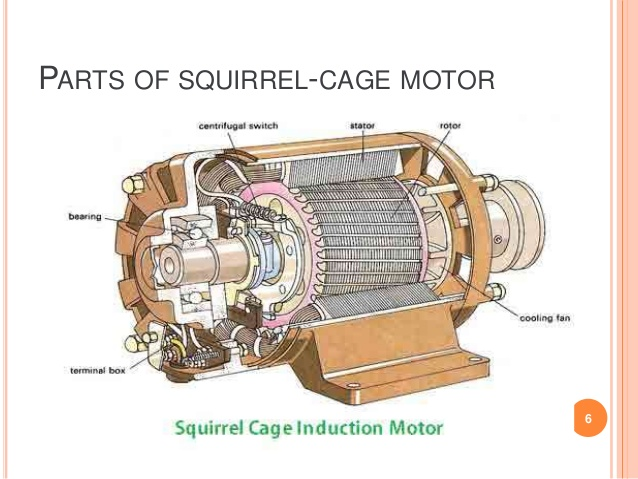 PARTS OF SQUIRREL-CAGE MOTOR
centrifugal switch
stator
rotor
bearing
cooling fan
terminal box
6
Squirrel Cage Induction Motor